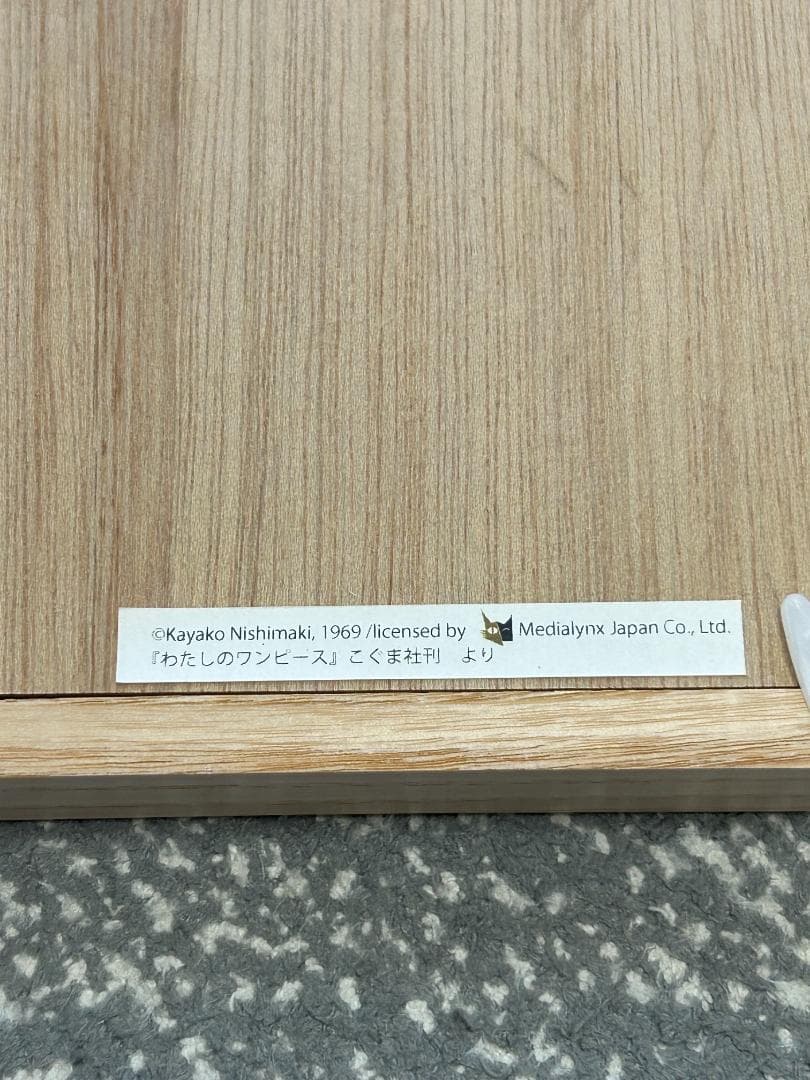 ©Kayako Nishimaki, 1969 /licensed by Medialynx Japan Co., Ltd.
『わたしのワンピース』こぐま社刊　より